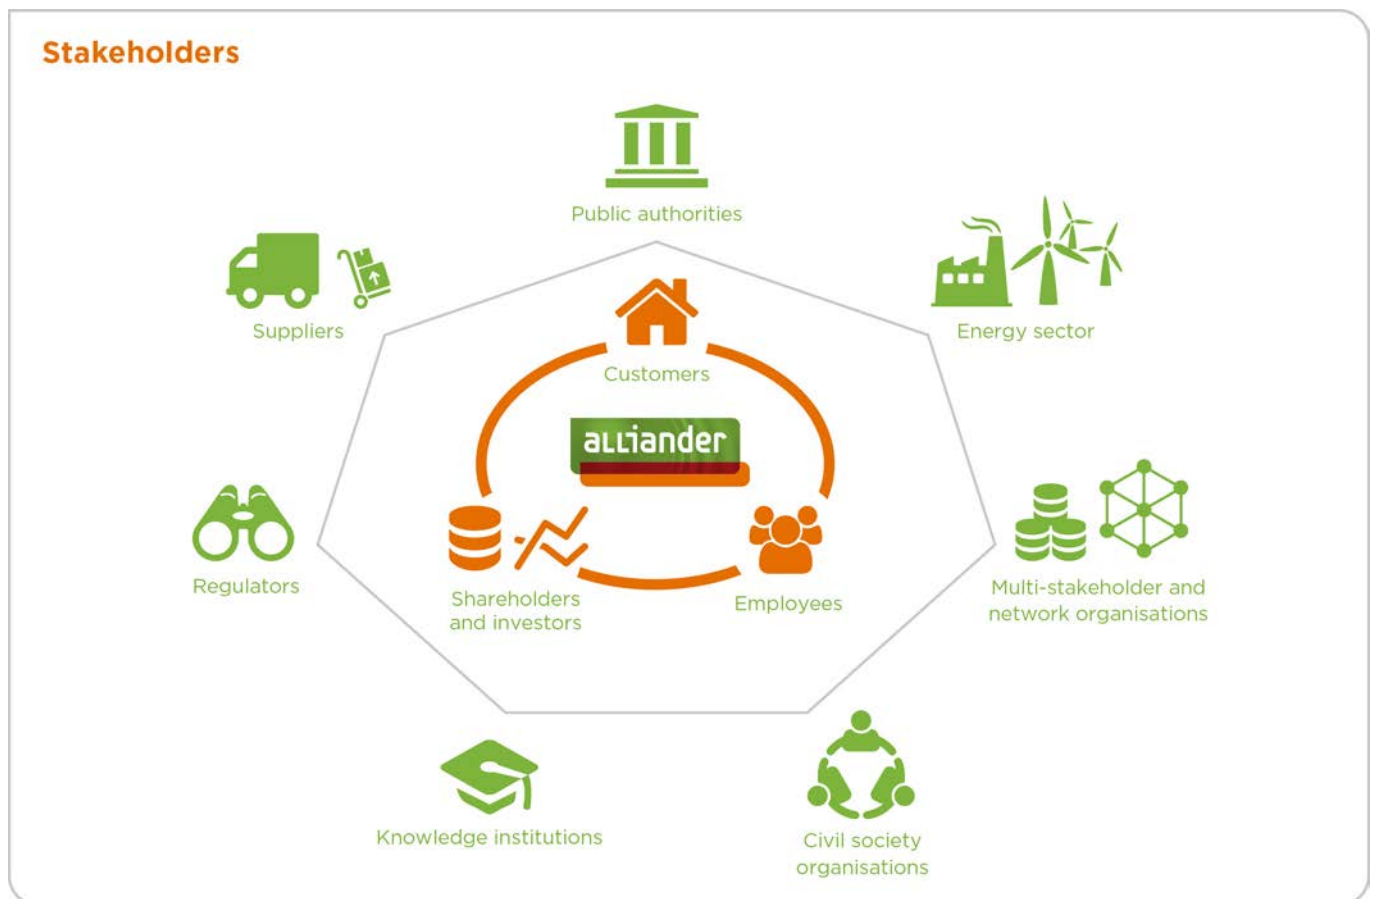 Stakeholders
Public authorities
Suppliers
Energy sector
Customers
alliander
Regulators
Shareholders
and investors
Employees
Multi-stakeholder and
network organisations
Knowledge institutions
Civil society
organisations